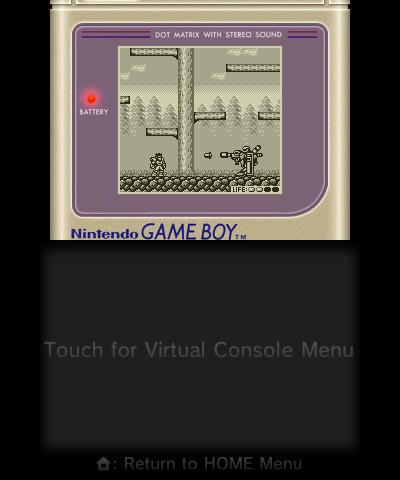 DOT MATRIX WITH STEREO SOUND
BATTERY
LIFE:
Nintendo GAME BOY™
Touch for Virtual Console Menu
: Return to HOME Menu